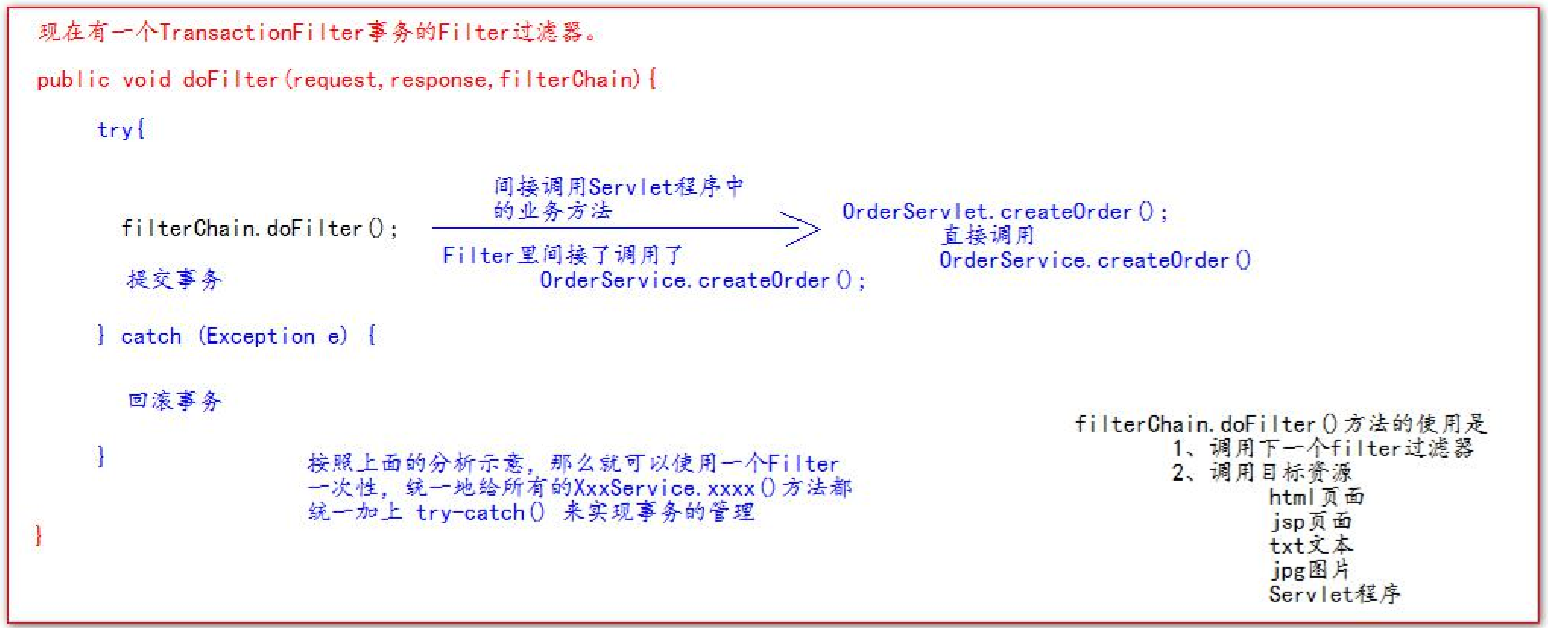 现在有一个TransactionFilter事务的Filter过滤器。
public void doFilter(request,response,filterChain){
try{
间接调用Servlet程序中
的业务方法
filterChain.doFilter();
Filter里间接了调用了
OrderService.createOrder();
OrderServlet.createOrder();
直接调用
OrderService.createOrder()
提交事务
} catch (Exception e) {
回滚事务
}
按照上面的分析示意，那么就可以使用一个Filter
一次性，统一地给所有的XxxService.xxxx()方法都
统一加上 try-catch() 来实现事务的管理
}
filterChain.doFilter()方法的使用是
1、调用下一个filter过滤器
2、调用目标资源
html页面
jsp页面
txt文本
jpg图片
Servlet程序